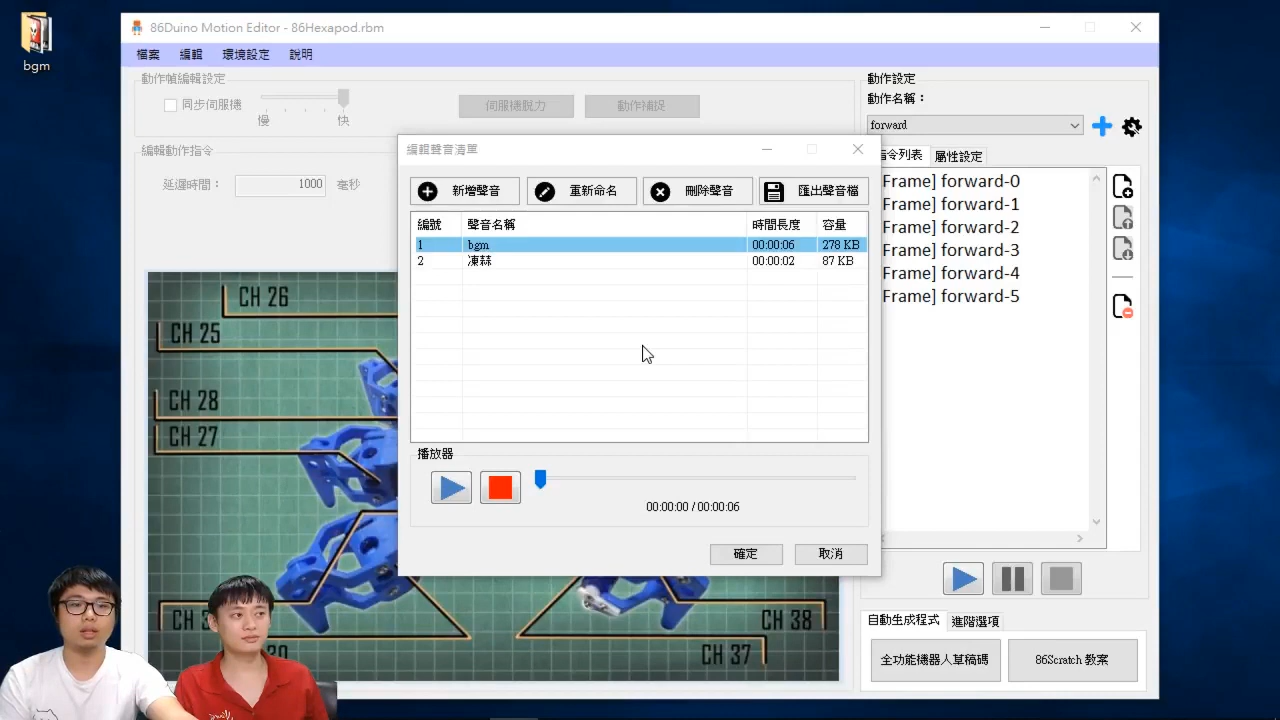 bgm
86Duino Motion Editor - 86Hexapod.rbm
檔案 編輯 環境設定 說明
動作幀編輯設定
同步伺服機
慢 快
伺服機脫力 動作補捉
編輯動作指令
延遲時間： 1000 毫秒
CH 26
CH 25
CH 28
CH 27
CH 38
CH 37
編輯聲音清單
新增聲音 重新命名 刪除聲音 匯出聲音檔
編號 聲音名稱 時間長度 容量
1 bgm 00:00:06 278 KB
2 凍蒜 00:00:02 87 KB
播放器
00:00:00 / 00:00:06
確定 取消
動作設定
動作名稱：
forward
指令列表 屬性設定
Frame] forward-0
Frame] forward-1
Frame] forward-2
Frame] forward-3
Frame] forward-4
Frame] forward-5
自動生成程式 進階選項
全功能機器人草稿碼 86Scratch 教案